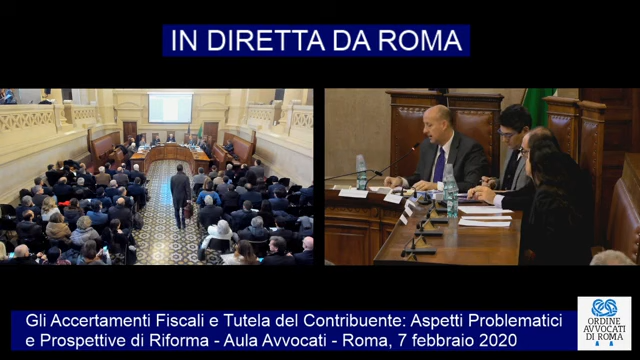 IN DIRETTA DA ROMA
Gli Accertamenti Fiscali e Tutela del Contribuente: Aspetti Problematici
e Prospettive di Riforma - Aula Avvocati - Roma, 7 febbraio 2020
ORDINE
AVVOCATI
DI ROMA